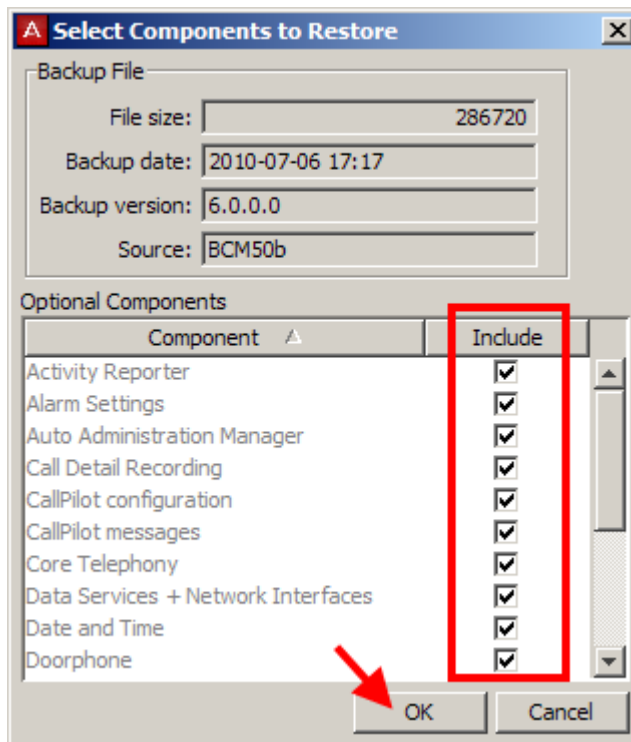 Select Components to Restore
Backup File
File size: 286720
Backup date: 2010-07-06 17:17
Backup version: 6.0.0.0
Source: BCM50b
Optional Components
Component Include
Activity Reporter
Alarm Settings
Auto Administration Manager
Call Detail Recording
CallPilot configuration
CallPilot messages
Core Telephony
Data Services + Network Interfaces
Date and Time
Doorphone
OK Cancel